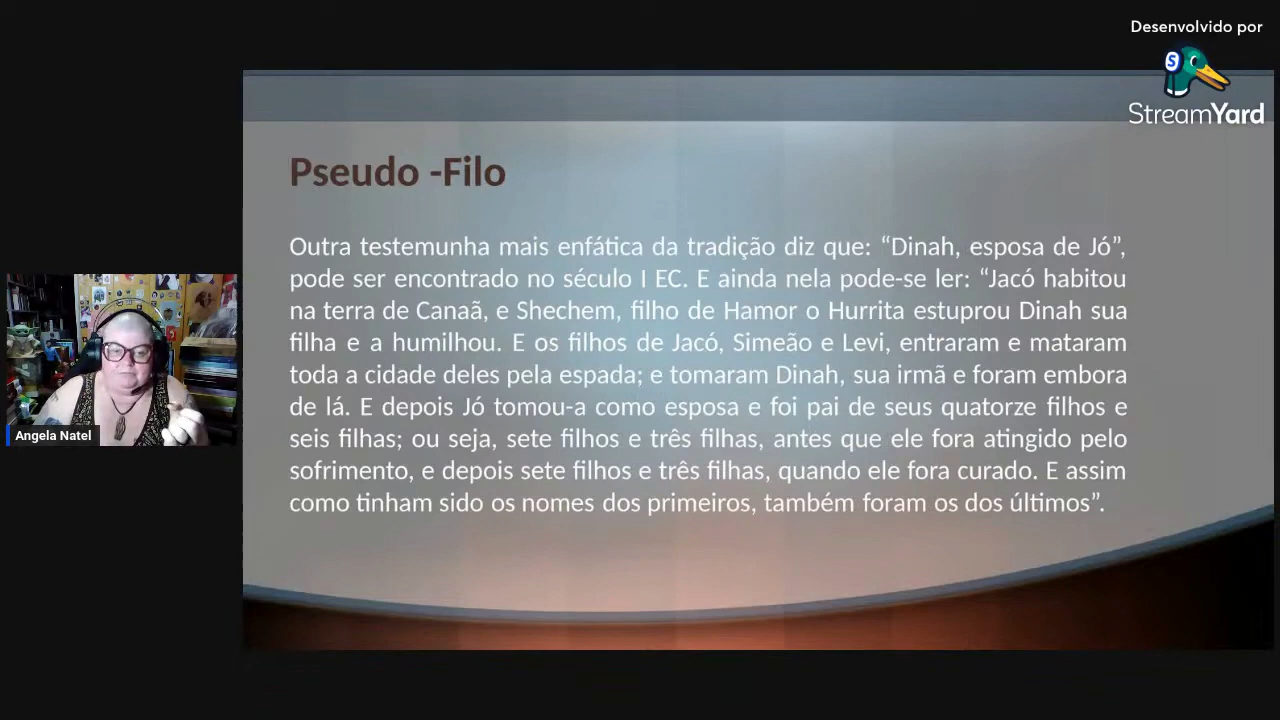 Desenvolvido por
StreamYard
Pseudo -Filo
Outra testemunha mais enfática da tradição diz que: “Dinah, esposa de Jó”,
pode ser encontrado no século I EC. E ainda nela pode-se ler: “Jacó habitou
na terra de Canaã, e Shechem, filho de Hamor o Hurrita estuprou Dinah sua
filha e a humilhou. E os filhos de Jacó, Simeão e Levi, entraram e mataram
toda a cidade deles pela espada; e tomaram Dinah, sua irmã e foram embora
de lá. E depois Jó tomou-a como esposa e foi pai de seus quatorze filhos e
seis filhas; ou seja, sete filhos e três filhas, antes que ele fora atingido pelo
sofrimento, e depois sete filhos e três filhas, quando ele fora curado. E assim
como tinham sido os nomes dos primeiros, também foram os dos últimos”.
Angela Natel